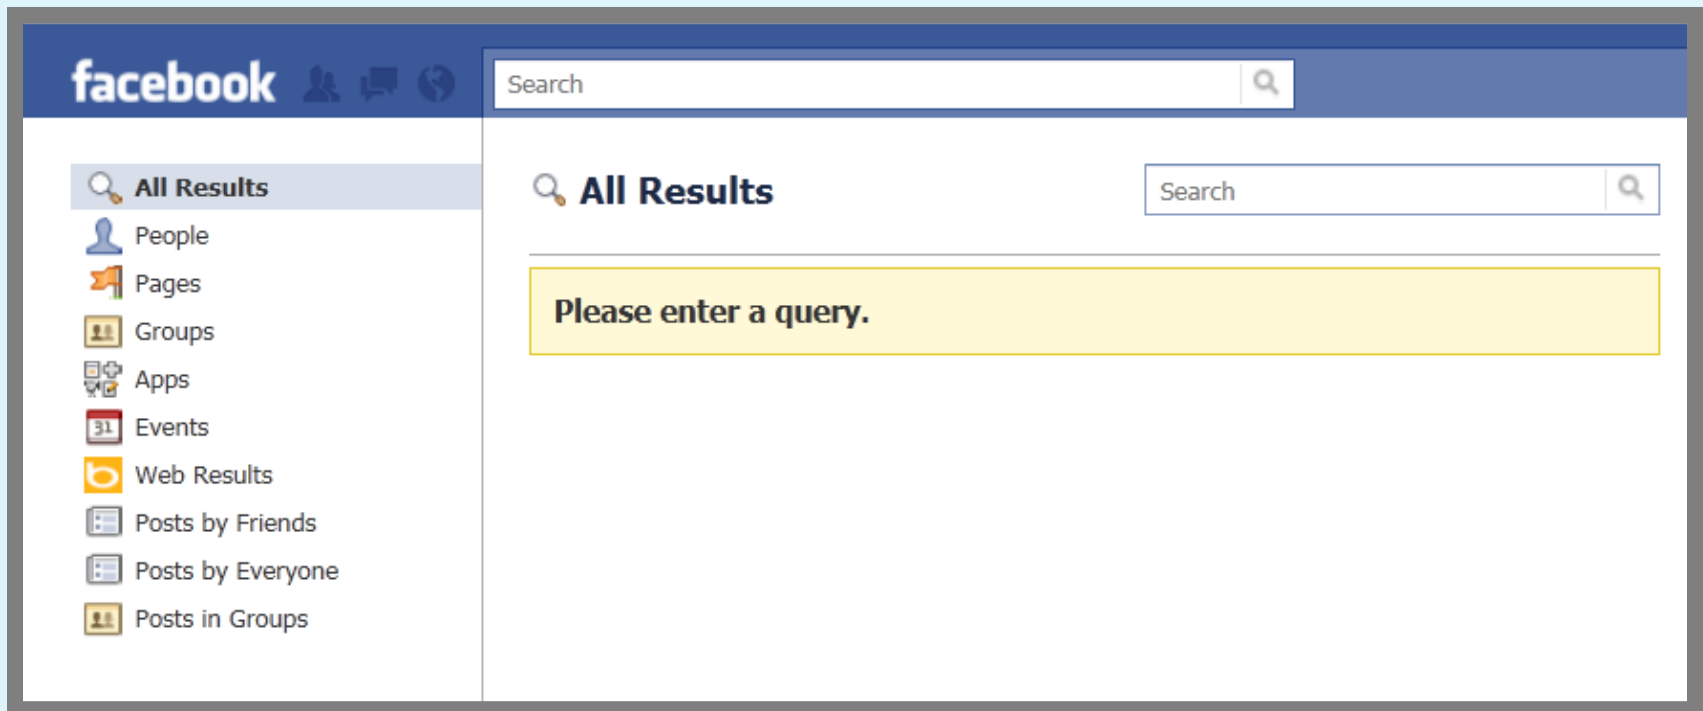 facebook
Search
All Results
People
Pages
Groups
Apps
31 Events
Web Results
Posts by Friends
Posts by Everyone
Posts in Groups
All Results
Search
Please enter a query.